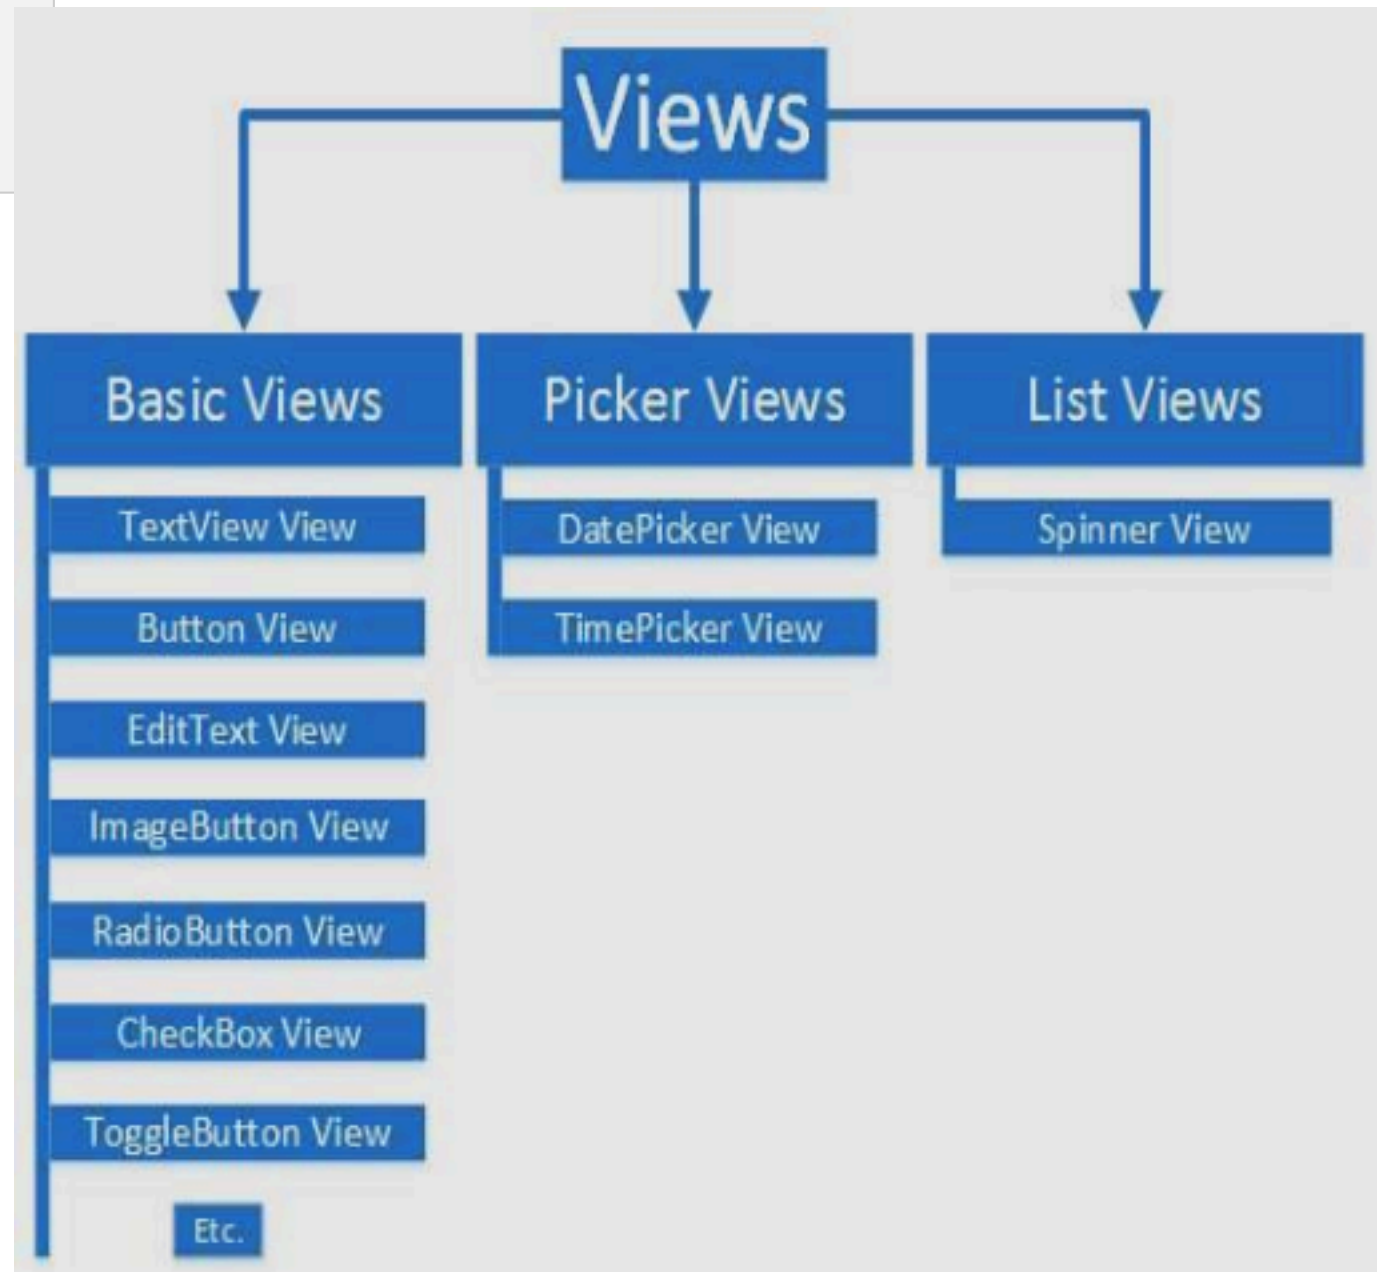 Views
Basic Views
TextView View
Button View
EditText View
ImageButton View
RadioButton View
CheckBox View
ToggleButton View
Etc.
Picker Views
DatePicker View
TimePicker View
List Views
Spinner View